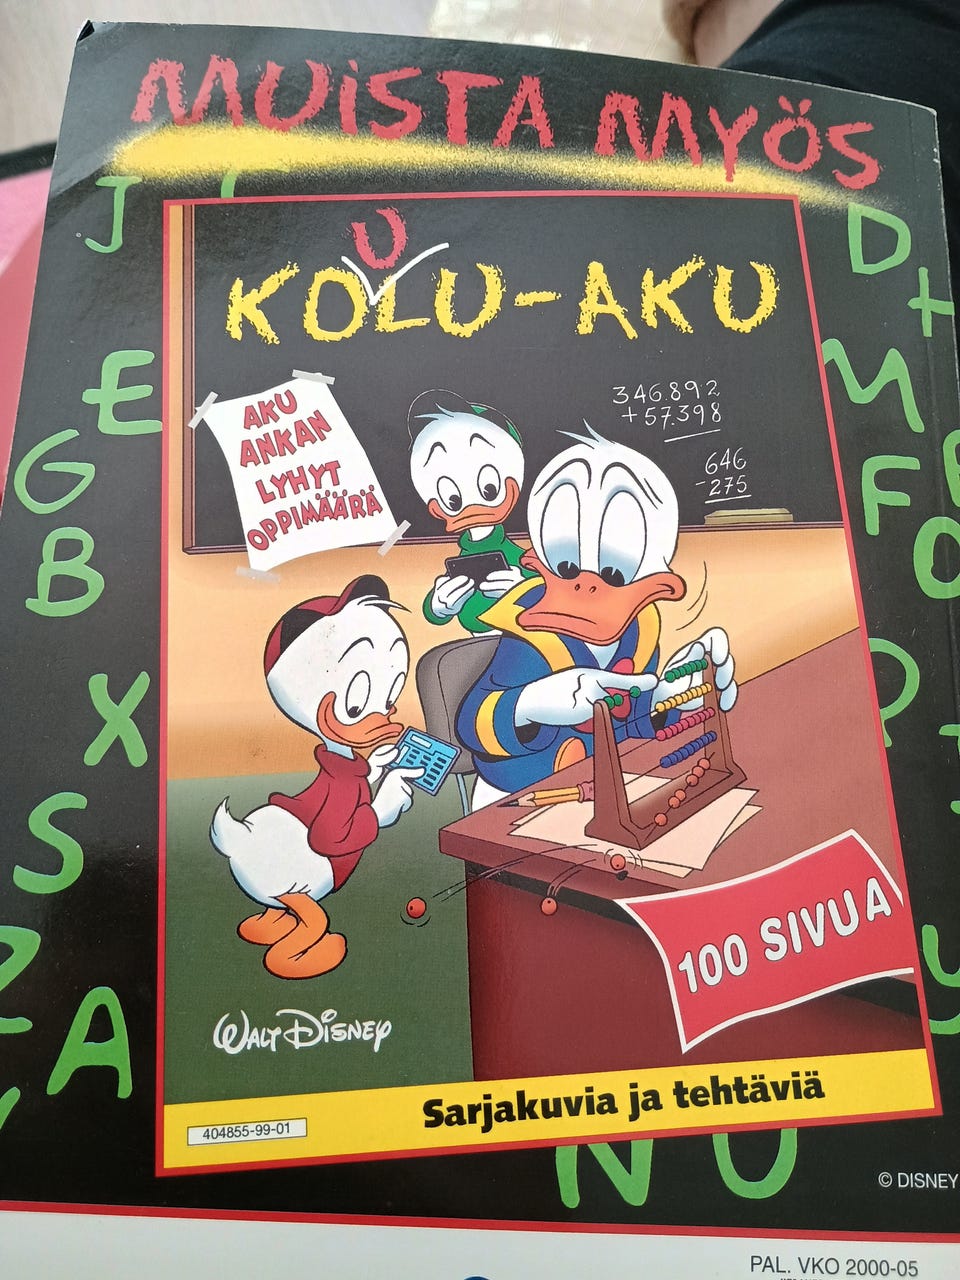 MUISTA MYÖS
U
KOLU-AKU
AKU
ANKAN
LYHYT
OPPIMÄÄRÄ
346.892
+57.398
646
-275
100 SIVUA
WALT DISNEY
Sarjakuvia ja tehtäviä
404855-99-01
J
D
+
E
M
G
F
B
O
X
S
Z
A
U
N U
© DISNEY
PAL. VKO 2000-05